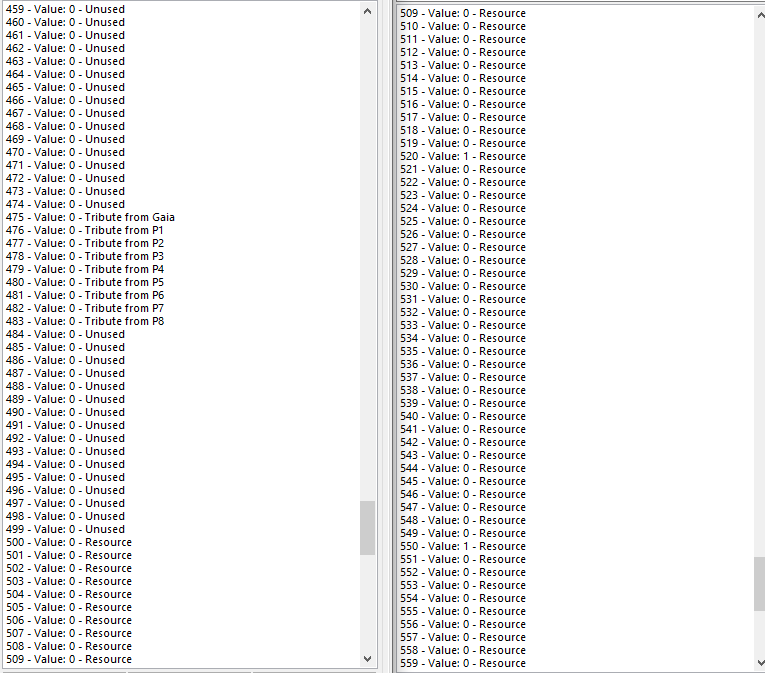 459 - Value: 0 - Unused
460 - Value: 0 - Unused
461 - Value: 0 - Unused
462 - Value: 0 - Unused
463 - Value: 0 - Unused
464 - Value: 0 - Unused
465 - Value: 0 - Unused
466 - Value: 0 - Unused
467 - Value: 0 - Unused
468 - Value: 0 - Unused
469 - Value: 0 - Unused
470 - Value: 0 - Unused
471 - Value: 0 - Unused
472 - Value: 0 - Unused
473 - Value: 0 - Unused
474 - Value: 0 - Unused
475 - Value: 0 - Tribute from Gaia
476 - Value: 0 - Tribute from P1
477 - Value: 0 - Tribute from P2
478 - Value: 0 - Tribute from P3
479 - Value: 0 - Tribute from P4
480 - Value: 0 - Tribute from P5
481 - Value: 0 - Tribute from P6
482 - Value: 0 - Tribute from P7
483 - Value: 0 - Tribute from P8
484 - Value: 0 - Unused
485 - Value: 0 - Unused
486 - Value: 0 - Unused
487 - Value: 0 - Unused
488 - Value: 0 - Unused
489 - Value: 0 - Unused
490 - Value: 0 - Unused
491 - Value: 0 - Unused
492 - Value: 0 - Unused
493 - Value: 0 - Unused
494 - Value: 0 - Unused
495 - Value: 0 - Unused
496 - Value: 0 - Unused
497 - Value: 0 - Unused
498 - Value: 0 - Unused
499 - Value: 0 - Unused
500 - Value: 0 - Resource
501 - Value: 0 - Resource
502 - Value: 0 - Resource
503 - Value: 0 - Resource
504 - Value: 0 - Resource
505 - Value: 0 - Resource
506 - Value: 0 - Resource
507 - Value: 0 - Resource
508 - Value: 0 - Resource
509 - Value: 0 - Resource
509 - Value: 0 - Resource
510 - Value: 0 - Resource
511 - Value: 0 - Resource
512 - Value: 0 - Resource
513 - Value: 0 - Resource
514 - Value: 0 - Resource
515 - Value: 0 - Resource
516 - Value: 0 - Resource
517 - Value: 0 - Resource
518 - Value: 0 - Resource
519 - Value: 0 - Resource
520 - Value: 1 - Resource
521 - Value: 0 - Resource
522 - Value: 0 - Resource
523 - Value: 0 - Resource
524 - Value: 0 - Resource
525 - Value: 0 - Resource
526 - Value: 0 - Resource
527 - Value: 0 - Resource
528 - Value: 0 - Resource
529 - Value: 0 - Resource
530 - Value: 0 - Resource
531 - Value: 0 - Resource
532 - Value: 0 - Resource
533 - Value: 0 - Resource
534 - Value: 0 - Resource
535 - Value: 0 - Resource
536 - Value: 0 - Resource
537 - Value: 0 - Resource
538 - Value: 0 - Resource
539 - Value: 0 - Resource
540 - Value: 0 - Resource
541 - Value: 0 - Resource
542 - Value: 0 - Resource
543 - Value: 0 - Resource
544 - Value: 0 - Resource
545 - Value: 0 - Resource
546 - Value: 0 - Resource
547 - Value: 0 - Resource
548 - Value: 0 - Resource
549 - Value: 0 - Resource
550 - Value: 1 - Resource
551 - Value: 0 - Resource
552 - Value: 0 - Resource
553 - Value: 0 - Resource
554 - Value: 0 - Resource
555 - Value: 0 - Resource
556 - Value: 0 - Resource
557 - Value: 0 - Resource
558 - Value: 0 - Resource
559 - Value: 0 - Resource